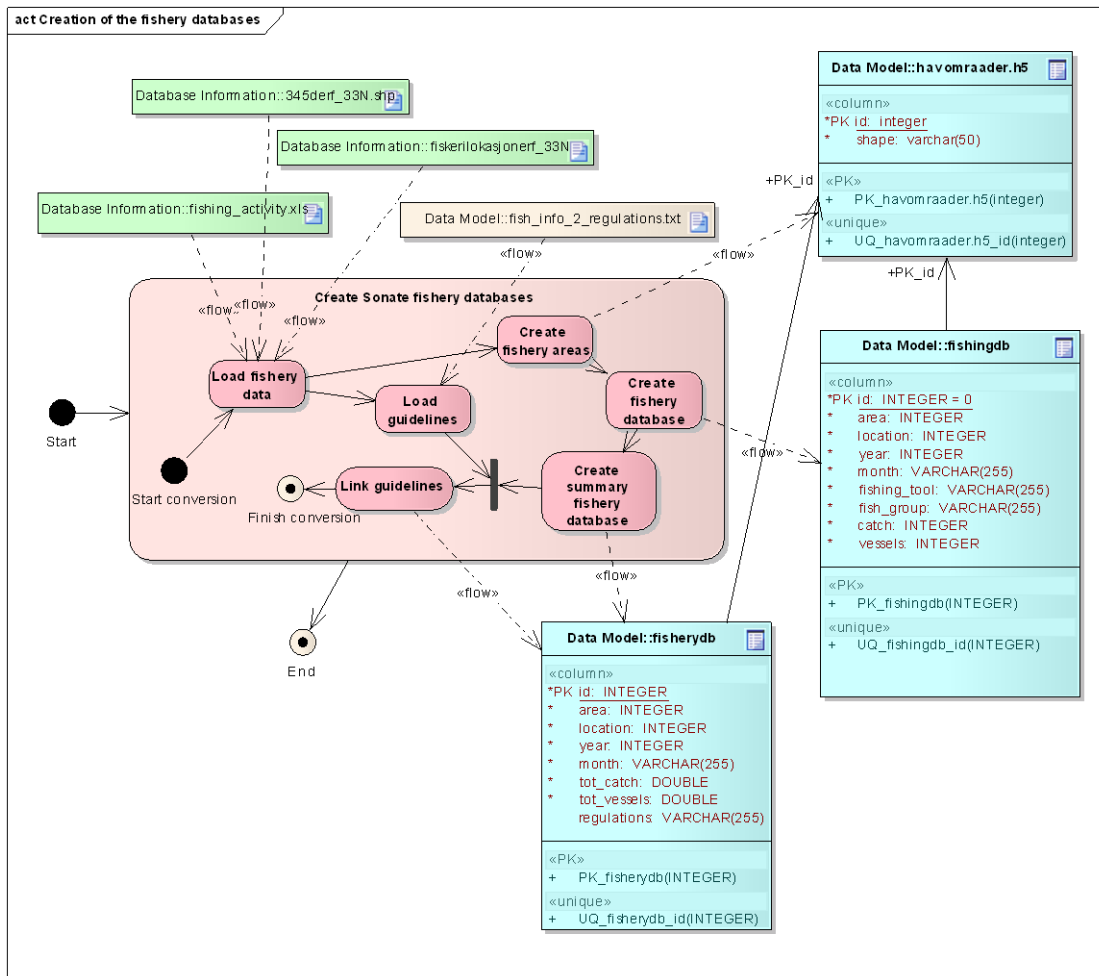 act Creation of the fishery databases
Database Information::345derf_33N.shp
Database Information::fiskerilokasjonerf_33N
Database Information::fishing_activity.xls
Data Model::fish_info_2_regulations.txt
«flow»
«flow»
«flow»
«flow»
«flow»
Create Sonate fishery databases
Load fishery
data
Load
guidelines
Create
fishery areas
Create
fishery
database
Create
summary
fishery
database
Link guidelines
Start
Start conversion
Finish conversion
End
«flow»
«flow»
«flow»
+PK_id
+PK_id
Data Model::havomraader.h5
«column»
*PK id: integer
* shape: varchar(50)
«PK»
+ PK_havomraader.h5(integer)
«unique»
+ UQ_havomraader.h5_id(integer)
Data Model::fishingdb
«column»
*PK id: INTEGER = 0
* area: INTEGER
* location: INTEGER
* year: INTEGER
* month: VARCHAR(255)
* fishing_tool: VARCHAR(255)
* fish_group: VARCHAR(255)
* catch: INTEGER
* vessels: INTEGER
«PK»
+ PK_fishingdb(INTEGER)
«unique»
+ UQ_fishingdb_id(INTEGER)
Data Model::fisherydb
«column»
*PK id: INTEGER
* area: INTEGER
* location: INTEGER
* year: INTEGER
* month: VARCHAR(255)
* tot_catch: DOUBLE
* tot_vessels: DOUBLE
regulations: VARCHAR(255)
«PK»
+ PK_fisherydb(INTEGER)
«unique»
+ UQ_fisherydb_id(INTEGER)